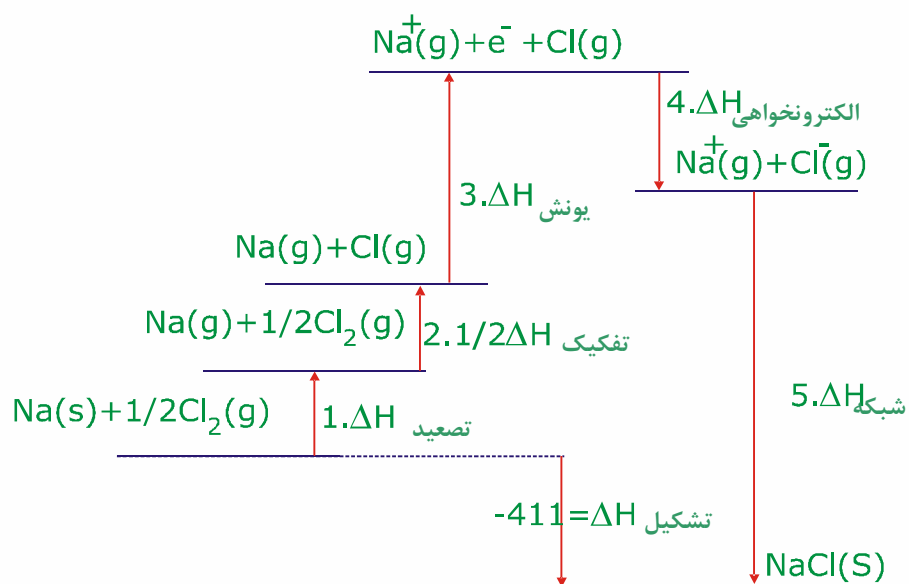 Na⁺(g)+e⁻+Cl(g)
4.ΔH الکترونخواهی
Na⁺(g)+Cl⁻(g)
3.ΔH یونش
Na(g)+Cl(g)
Na(g)+1/2Cl₂(g)
2.1/2ΔH تفکیک
5.ΔH شبکه
Na(s)+1/2Cl₂(g)
1.ΔH تصعید
-411=ΔH تشکیل
NaCl(S)